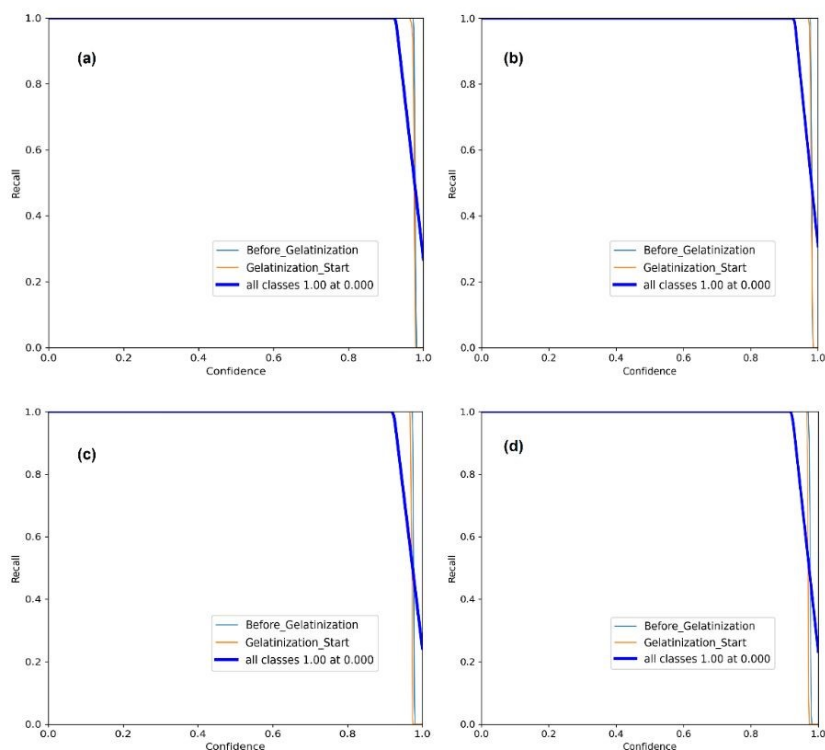 (a)
1.0
0.8
0.6
0.4
0.2
0.0
Recall
0.0 0.2 0.4 0.6 0.8 1.0
Confidence
Before_Gelatinization
Gelatinization_Start
all classes 1.00 at 0.000
(b)
1.0
0.8
0.6
0.4
0.2
0.0
Recall
0.0 0.2 0.4 0.6 0.8 1.0
Confidence
Before_Gelatinization
Gelatinization_Start
all classes 1.00 at 0.000
(c)
1.0
0.8
0.6
0.4
0.2
0.0
Recall
0.0 0.2 0.4 0.6 0.8 1.0
Confidence
Before_Gelatinization
Gelatinization_Start
all classes 1.00 at 0.000
(d)
1.0
0.8
0.6
0.4
0.2
0.0
Recall
0.0 0.2 0.4 0.6 0.8 1.0
Confidence
Before_Gelatinization
Gelatinization_Start
all classes 1.00 at 0.000